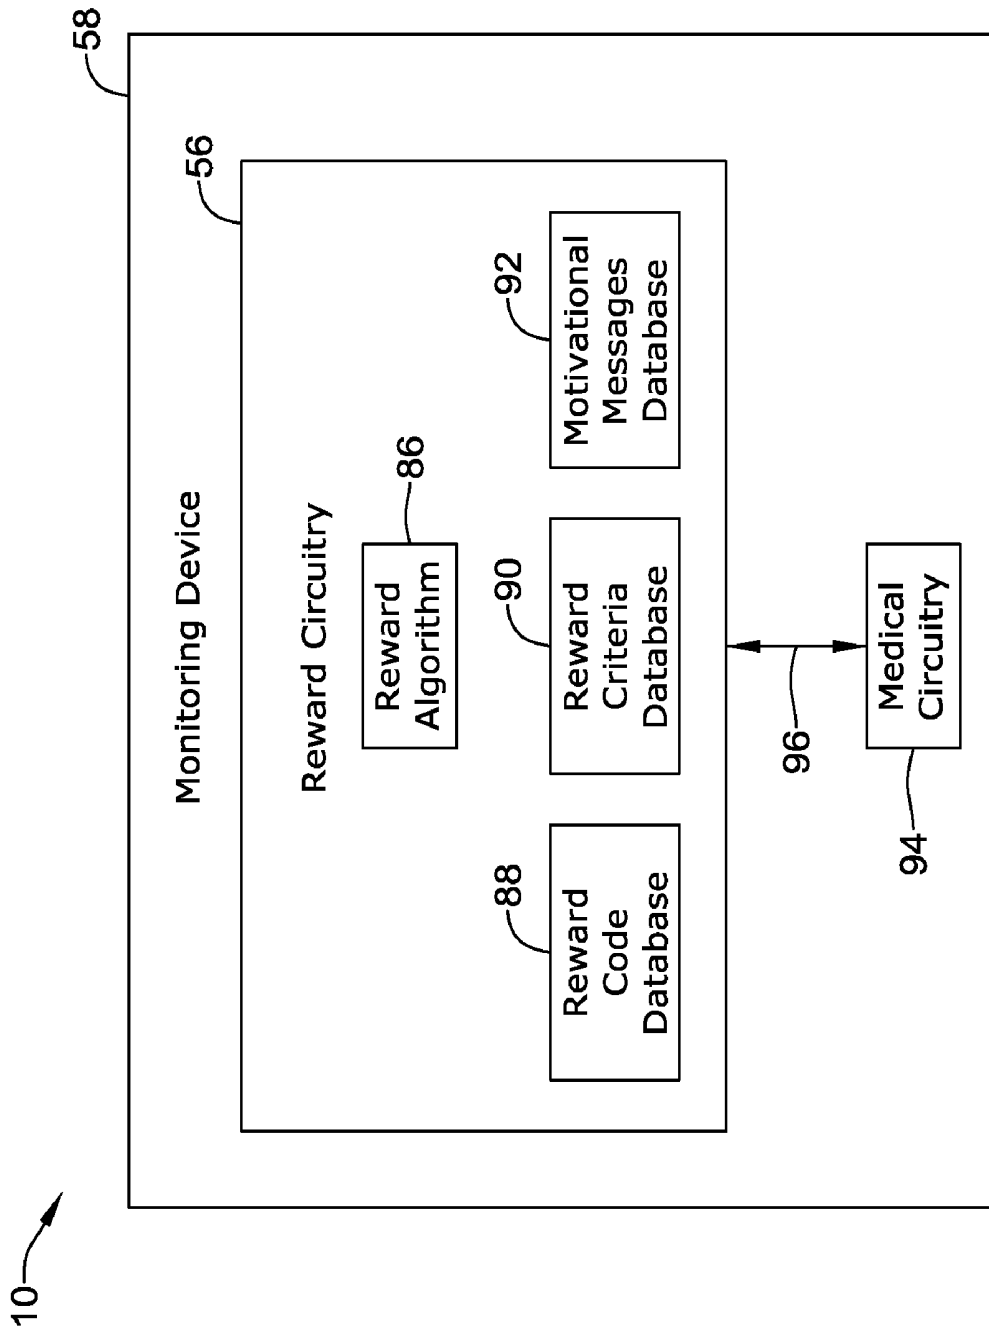 10
58
Monitoring Device
56
Reward Circuitry
86
Reward
Algorithm
88
Reward
Code
Database
90
Reward
Criteria
Database
92
Motivational
Messages
Database
96
94
Medical
Circuitry